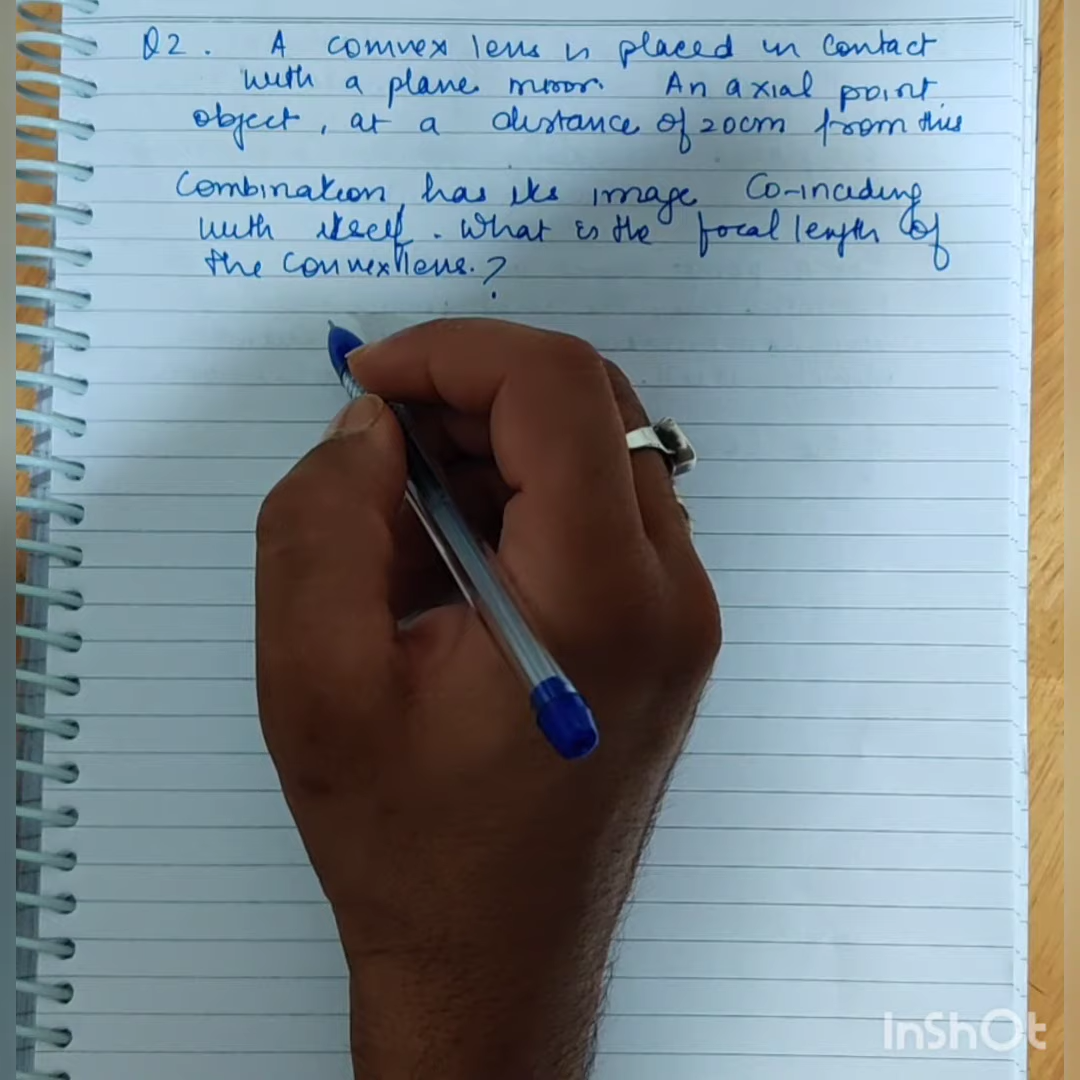 Q2. A convex lens is placed in contact
with a plane mirror. An axial point
object, at a distance of 20cm from this
Combination, has its image Co-inciding
with itself. What is the focal length of
the convex lens.?
InShOt